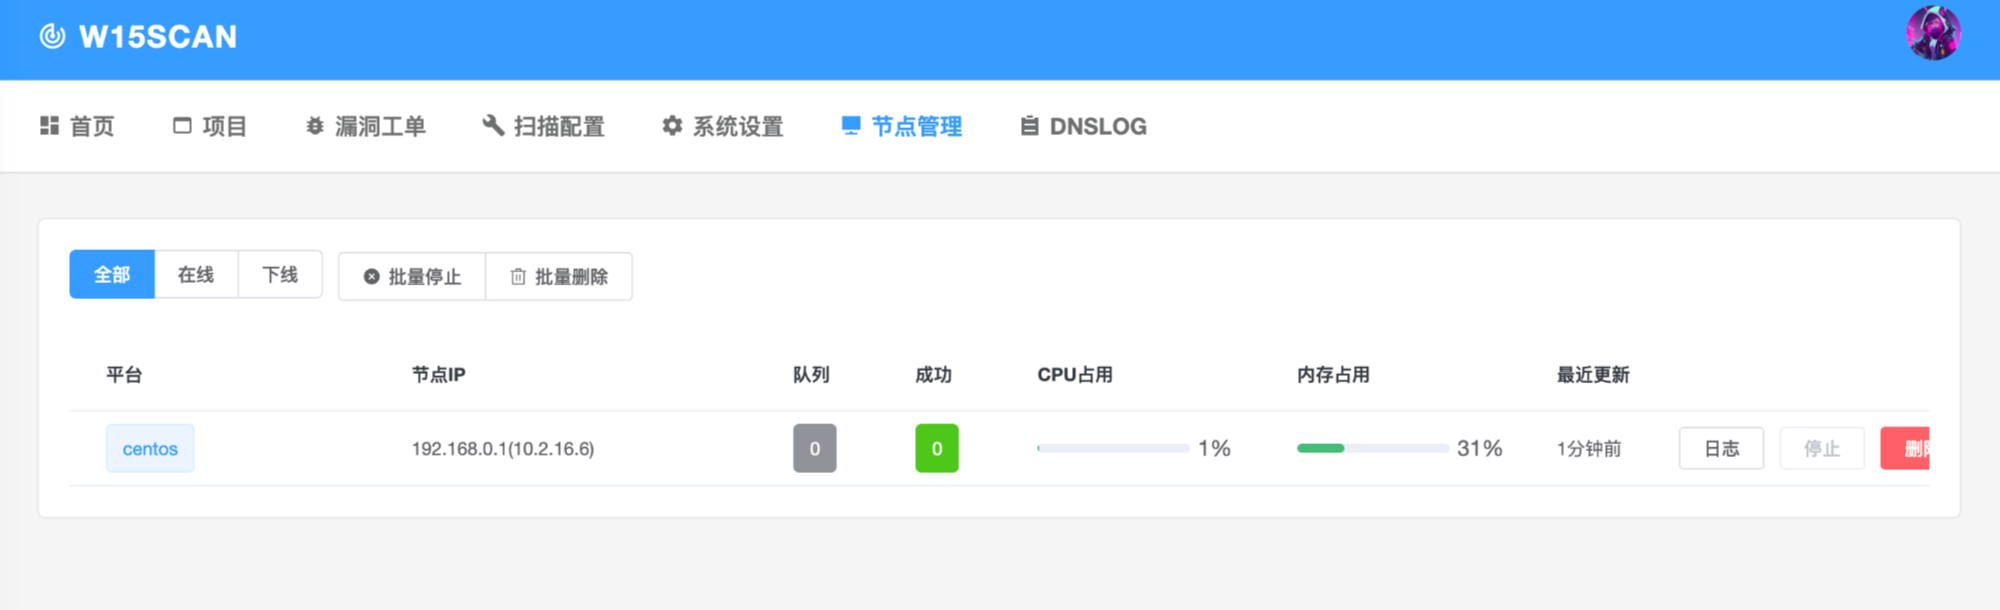 W15SCAN
首页 项目 漏洞工单 扫描配置 系统设置 节点管理 DNSLOG
全部 在线 下线 批量停止 批量删除
平台 节点IP 队列 成功 CPU占用 内存占用 最近更新
centos 192.168.0.1(10.2.16.6) 0 0 1% 31% 1分钟前 日志 停止 删